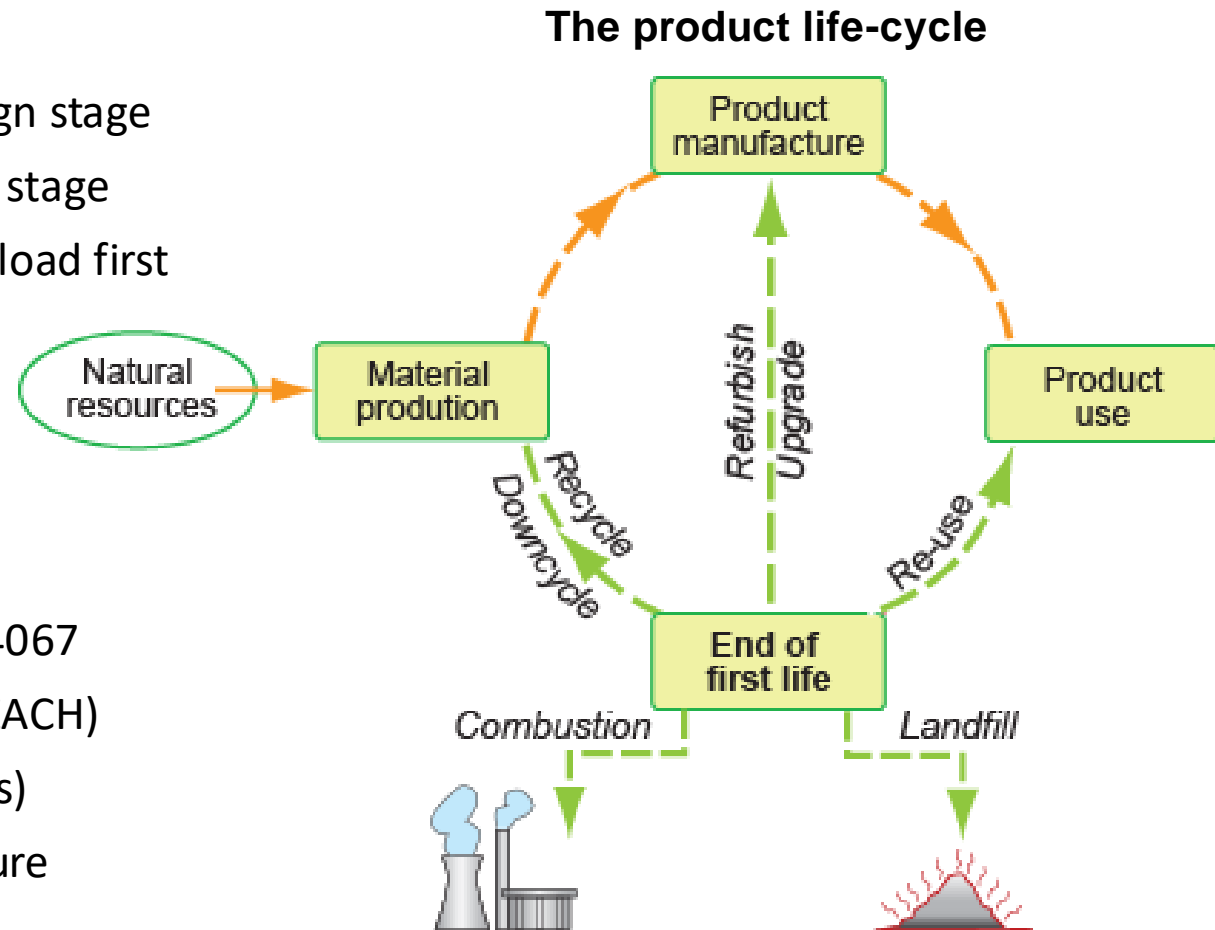 The product life-cycle
gn stage
stage
load first
Product
manufacture
Natural
resources
Material
prodution
Refurbish
Upgrade
Product
use
Recycle
Downcycle
Re-use
4067
ACH)
s)
ure
End of
first life
Combustion
Landfill